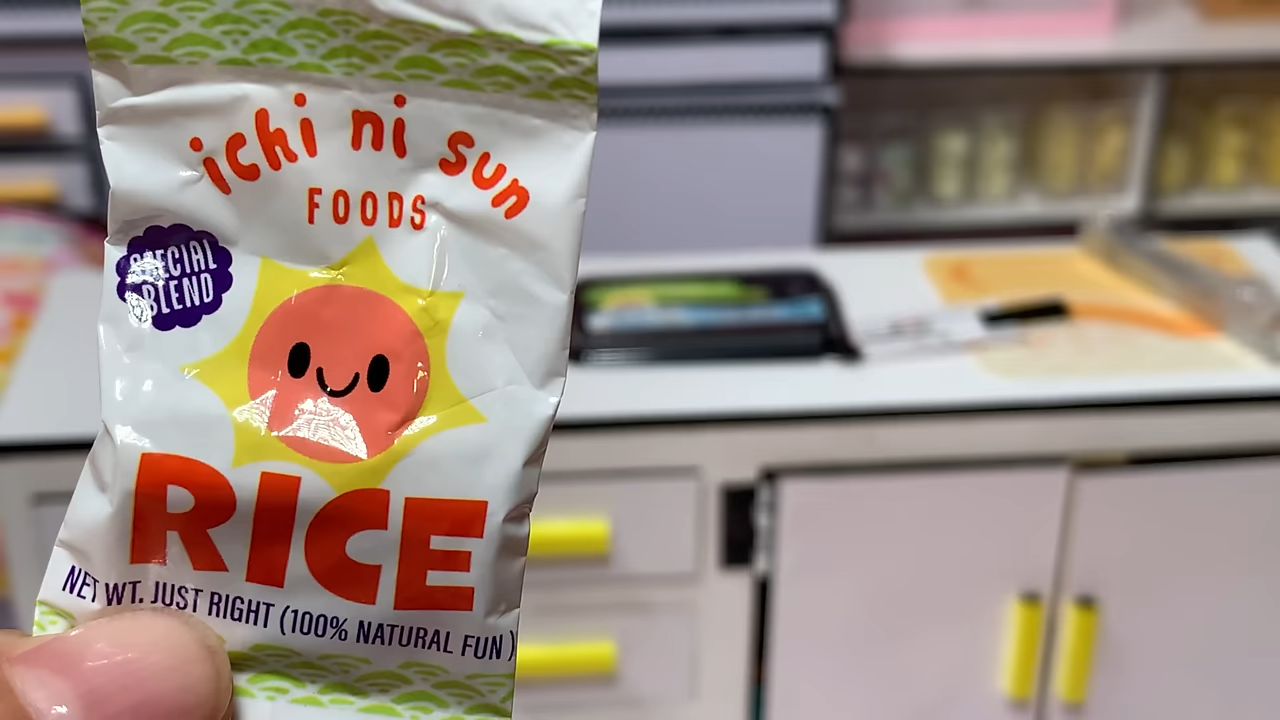 ichi ni sun
FOODS
SPECIAL
BLEND
RICE
NET WT. JUST RIGHT (100% NATURAL FUN)